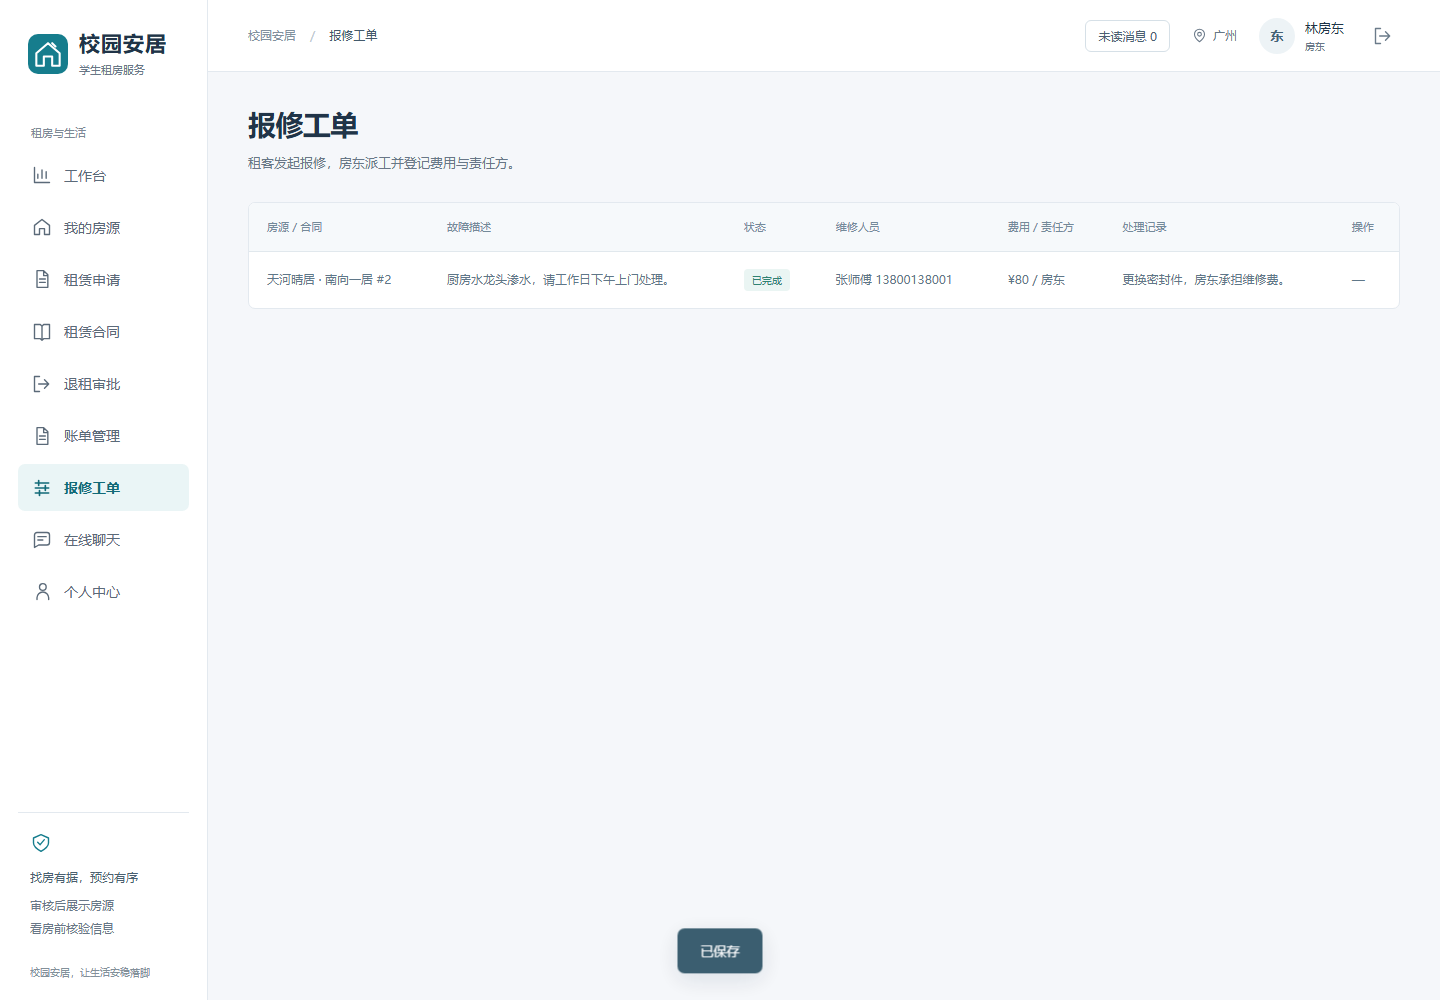 校园安居
学生租房服务
租房与生活
工作台
我的房源
租赁申请
租赁合同
退租审批
账单管理
报修工单
在线聊天
个人中心
找房有据，预约有序
审核后展示房源
看房前核验信息
校园安居，让生活安稳落脚
校园安居 / 报修工单
未读消息 0
广州
东
林房东
房东
报修工单
租客发起报修，房东派工并登记费用与责任方。
房源 / 合同 故障描述 状态 维修人员 费用 / 责任方 处理记录 操作
天河晴居 · 南向一居 #2 厨房水龙头渗水，请工作日下午上门处理。 已完成 张师傅 13800138001 ¥80 / 房东 更换密封件，房东承担维修费。 —
已保存